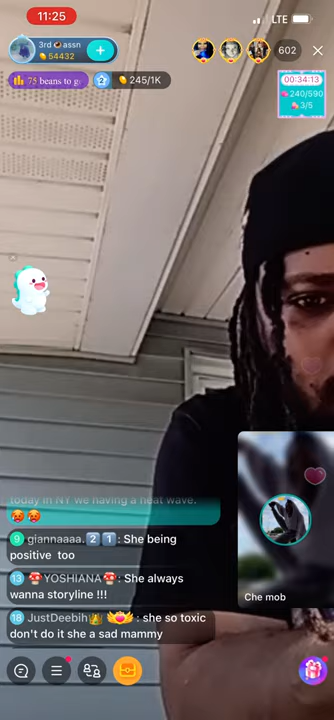 11:25
LTE
3rd assn
54432
602
75 beans to g
2
245/1K
00:34:13
240/590
3/5
today in NY we having a heat wave.
9 giannaaaa. 2 1 : She being
positive too
13 YOSHIANA : She always
wanna storyline !!!
18 JustDeebih : she so toxic
don't do it she a sad mammy
Che mob